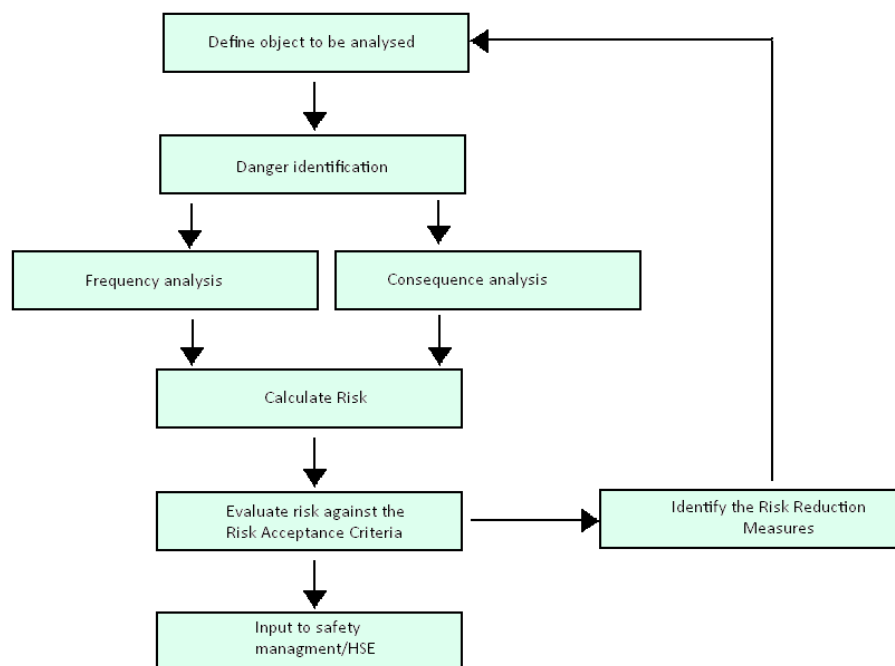 Define object to be analysed
Danger identification
Frequency analysis
Consequence analysis
Calculate Risk
Evaluate risk against the
Risk Acceptance Criteria
Identify the Risk Reduction
Measures
Input to safety
managment/HSE